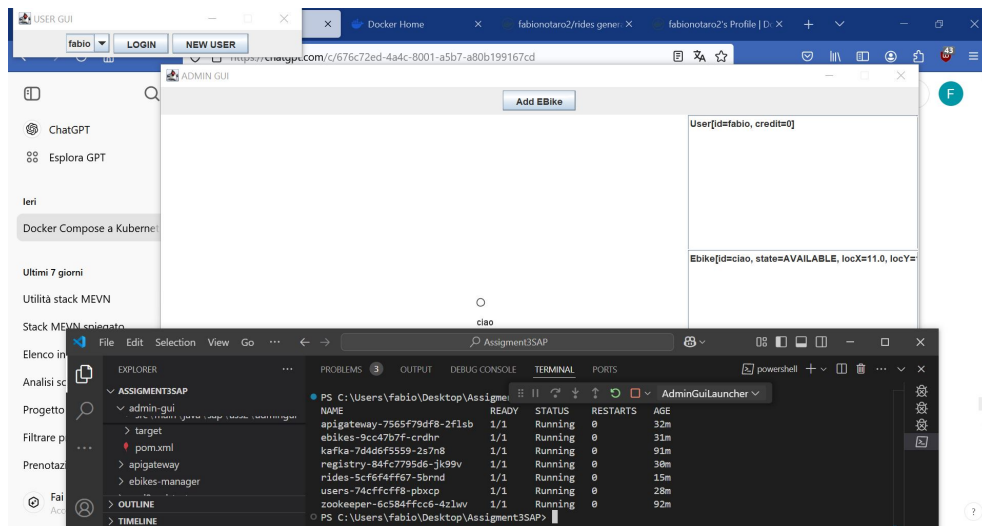 USER GUI
fabio
LOGIN
NEW USER
Docker Home
fabionotaro2/rides gener
fabionotaro2's Profile | D
https://chatgpt.com/c/676c72ed-4a4c-8001-a5b7-a80b199167cd
43
ADMIN GUI
Add EBike
F
ChatGPT
Esplora GPT
Ieri
Docker Compose a Kubernet
Ultimi 7 giorni
Utilità stack MEVN
Stack MEVN spiegato
Elenco in
Analisi sc
Progetto
Filtrare p
Prenotazi
Fai
User[id=fabio, credit=0]
Ebike[id=ciao, state=AVAILABLE, locX=11.0, locY=
ciao
File Edit Selection View Go ···
Assigment3SAP
EXPLORER ···
ASSIGMENT3SAP
admin-gui
target
pom.xml
apigateway
ebikes-manager
OUTLINE
TIMELINE
PROBLEMS 3 OUTPUT DEBUG CONSOLE TERMINAL PORTS
powershell
AdminGuiLauncher
PS C:\Users\fabio\Desktop\Assigme
NAME READY STATUS RESTARTS AGE
apigateway-7565f79df8-2flsb 1/1 Running 0 32m
ebikes-9cc47b7f-crdhr 1/1 Running 0 31m
kafka-7d4d6f5559-2s7n8 1/1 Running 0 91m
registry-84fc7795d6-jk99v 1/1 Running 0 30m
rides-5cf6f4ff67-5brnd 1/1 Running 0 15m
users-74cffcff8-pbxcp 1/1 Running 0 28m
zookeeper-6c584ffcc6-4zlwv 1/1 Running 0 92m
PS C:\Users\fabio\Desktop\Assigment3SAP>
?